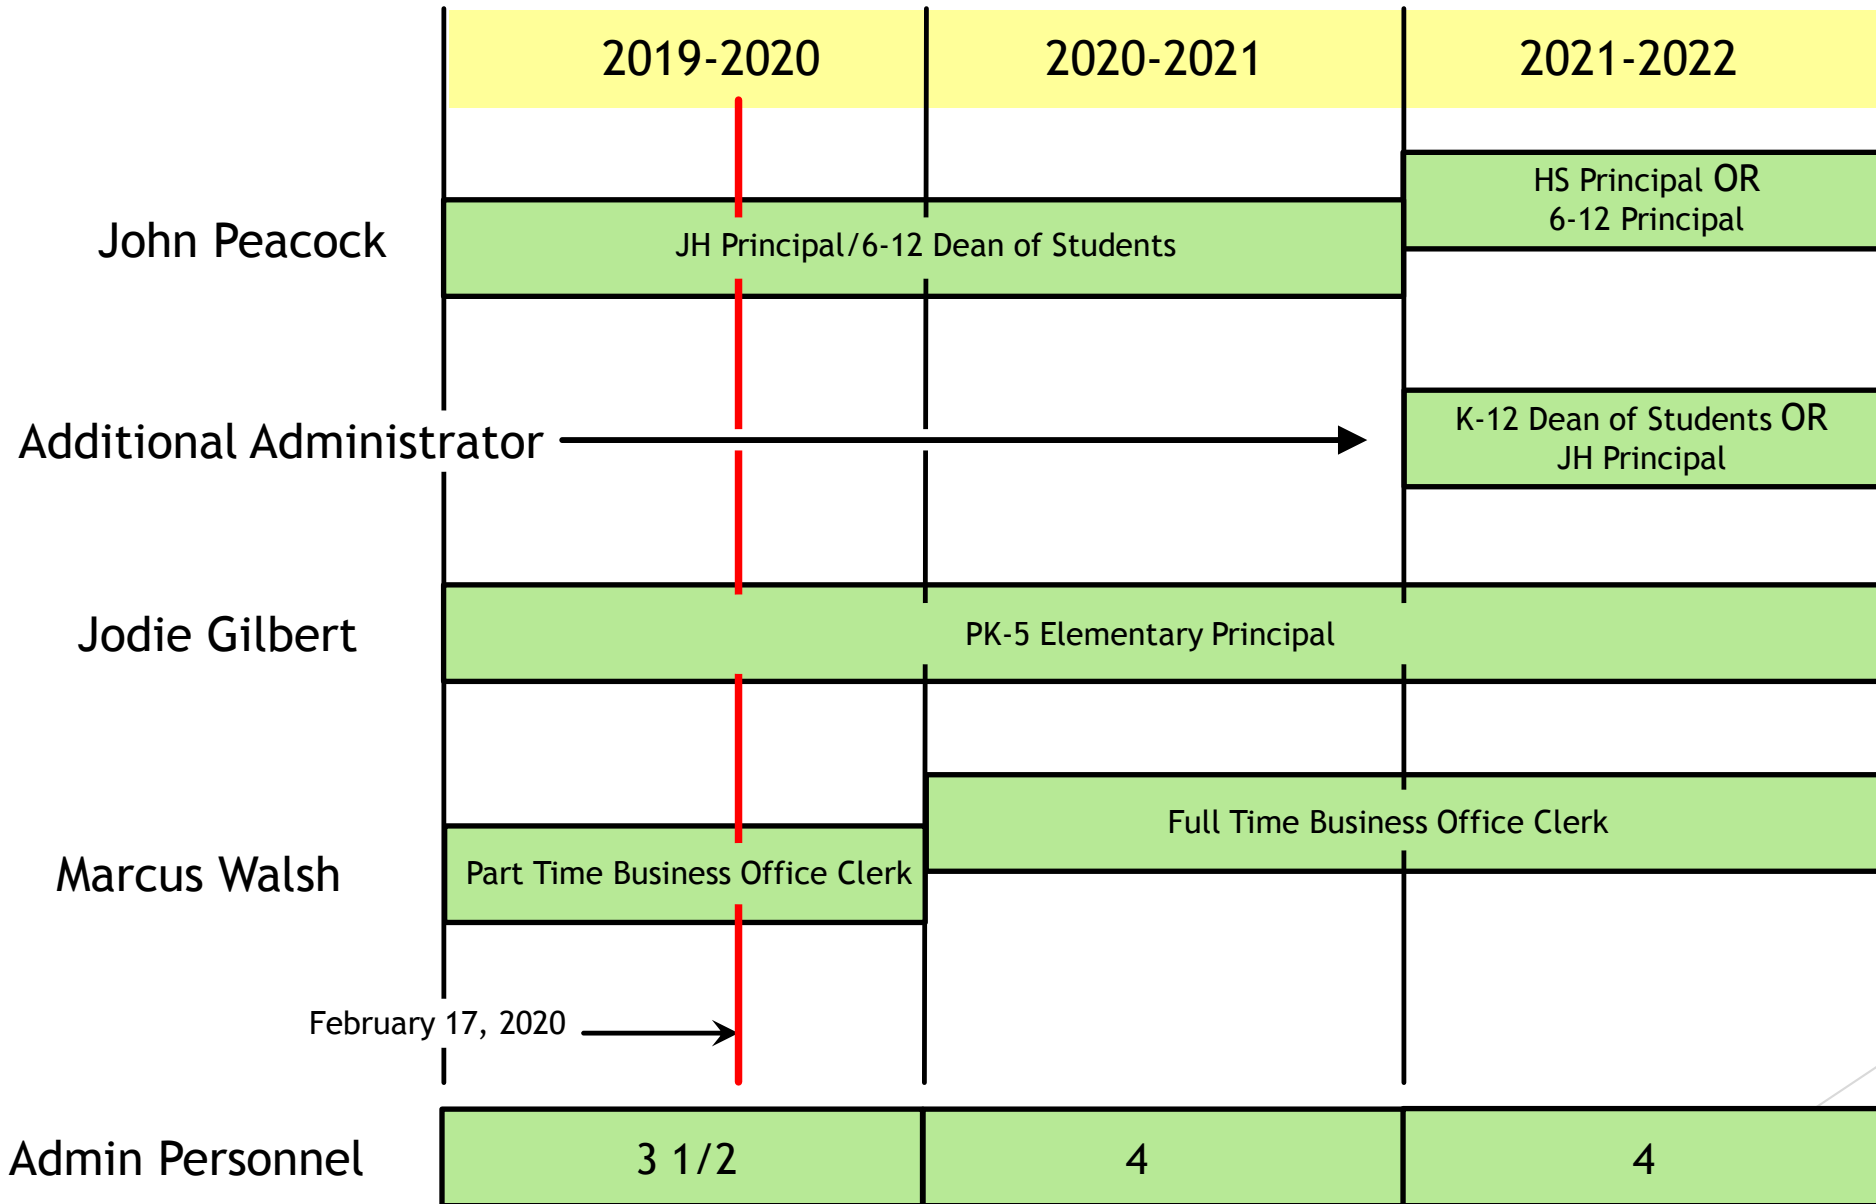 2019-2020
2020-2021
2021-2022
John Peacock
JH Principal/6-12 Dean of Students
HS Principal OR
6-12 Principal
Additional Administrator
K-12 Dean of Students OR
JH Principal
Jodie Gilbert
PK-5 Elementary Principal
Marcus Walsh
Part Time Business Office Clerk
Full Time Business Office Clerk
February 17, 2020
Admin Personnel
3 1/2
4
4